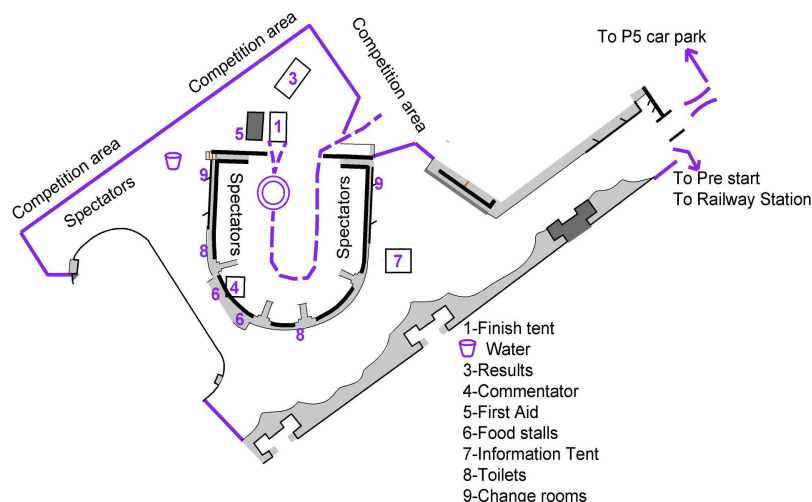 Competition area
Competition area
Competition area
Competition area
To P5 car park
3
1
5
9
Spectators
Spectators
Spectators
9
To Pre start
To Railway Station
8
7
4
6
6
8
1-Finish tent
Water
3-Results
4-Commentator
5-First Aid
6-Food stalls
7-Information Tent
8-Toilets
9-Change rooms